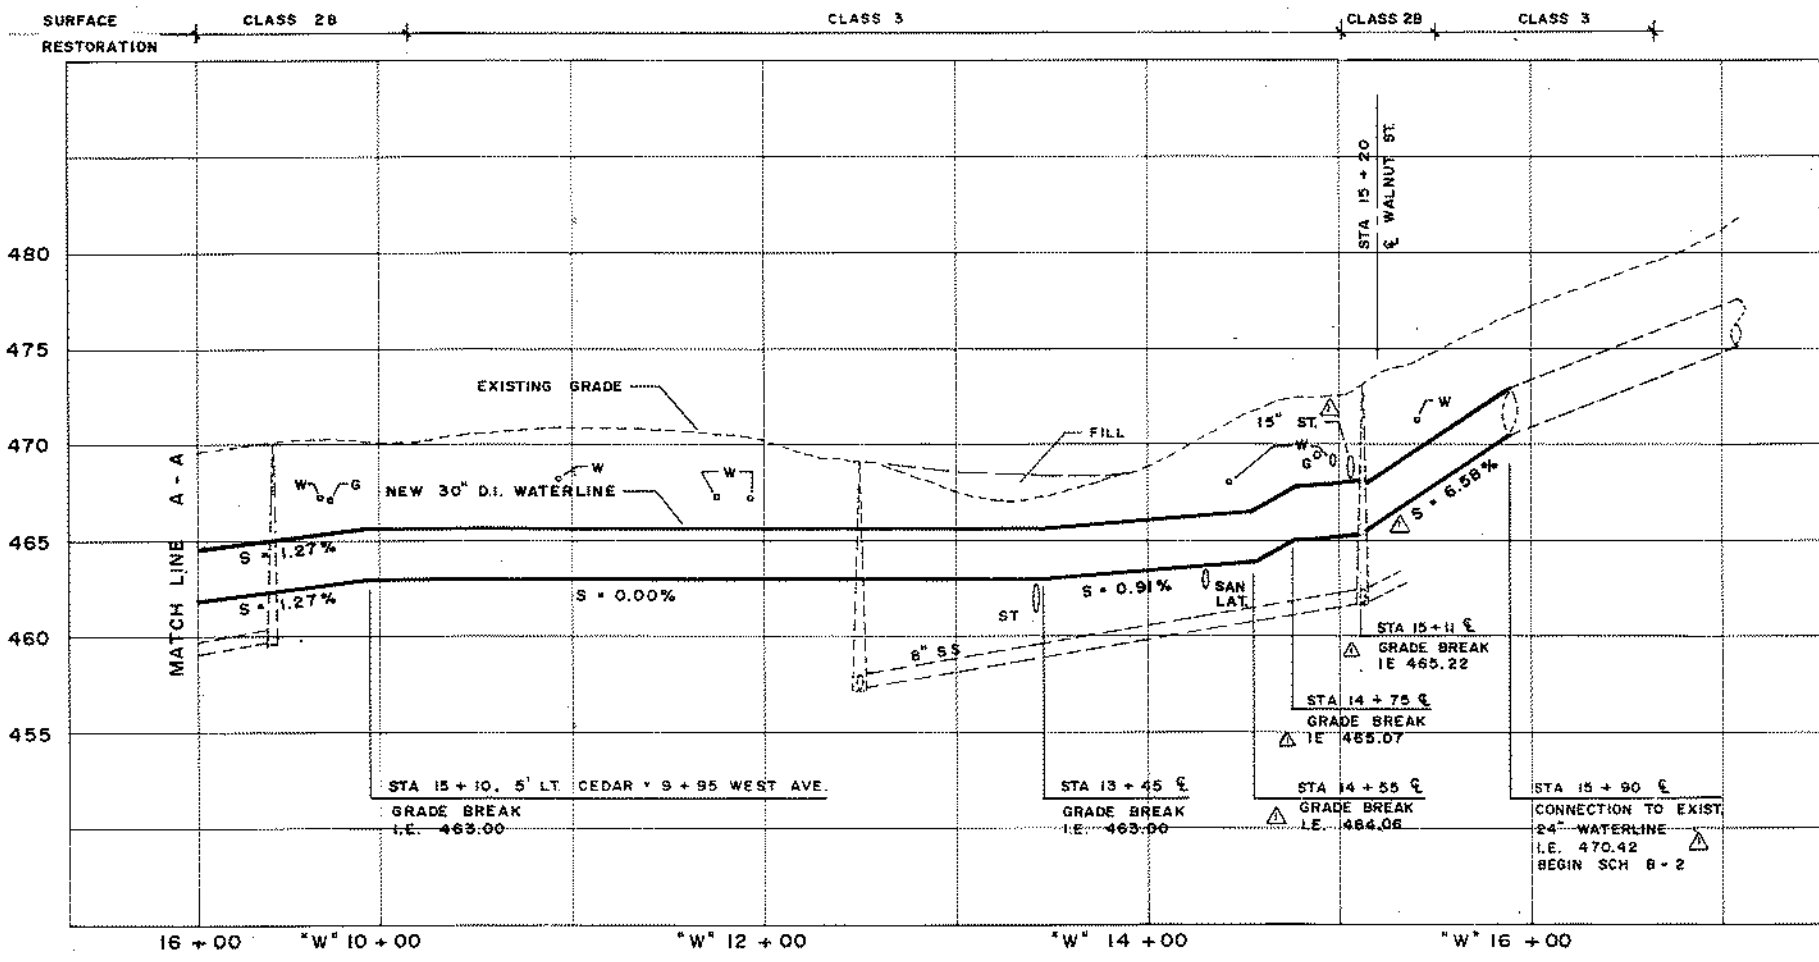 SURFACE CLASS 2B CLASS 3 CLASS 2B CLASS 3
RESTORATION
STA 15 + 20
℄ WALNUT ST.
480
475
470
465
460
455
EXISTING GRADE
FILL
15" ST.
1
W
W G
W
W
W
G
W
NEW 30" D.I. WATERLINE
MATCH LINE A - A
S = 1.27%
S = 1.27%
S = 0.00%
S = 0.91%
S = 6.58%
ST
SAN
LAT.
8" SS
STA 15 + 11 ℄
GRADE BREAK
IE 465.22
STA 14 + 75 ℄
GRADE BREAK
IE 465.07
STA 15 + 10, 5' LT. CEDAR = 9 + 95 WEST AVE.
GRADE BREAK
I.E. 463.00
STA 13 + 45 ℄
GRADE BREAK
I.E. 463.00
STA 14 + 55 ℄
GRADE BREAK
I.E. 464.06
STA 15 + 90 ℄
CONNECTION TO EXIST.
24" WATERLINE
I.E. 470.42
BEGIN SCH B - 2
16 + 00 "W" 10 + 00 "W" 12 + 00 "W" 14 + 00 "W" 16 + 00